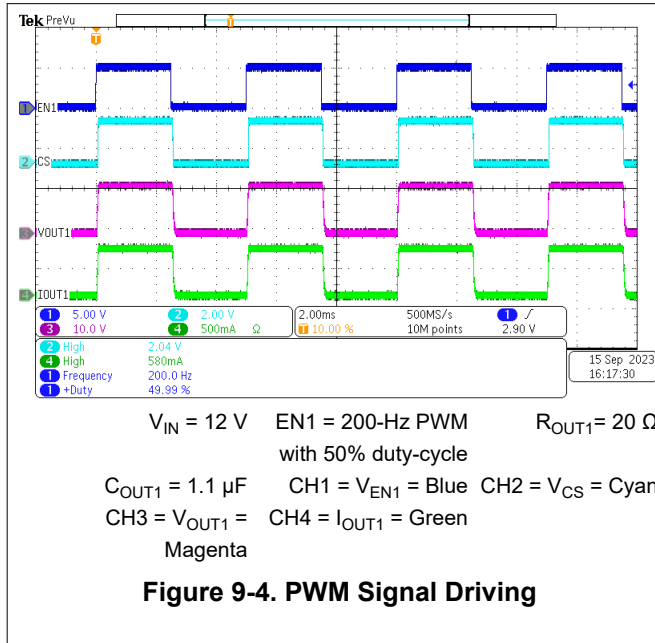 Tek PreVu
T
T
1 EN1
2 CS
3 VOUT1
4 IOUT1
1 5.00 V 2 2.00 V 2.00ms 500MS/s 1
3 10.0 V 4 500mA Ω T 10.00 % 10M points 2.90 V
2 High 2.04 V
4 High 580mA
1 Frequency 200.0 Hz
1 +Duty 49.99 %
15 Sep 2023
16:17:30
VIN = 12 V EN1 = 200-Hz PWM ROUT1= 20 Ω
with 50% duty-cycle
COUT1 = 1.1 µF CH1 = VEN1 = Blue CH2 = VCS = Cyan
CH3 = VOUT1 = CH4 = IOUT1 = Green
Magenta
Figure 9-4. PWM Signal Driving